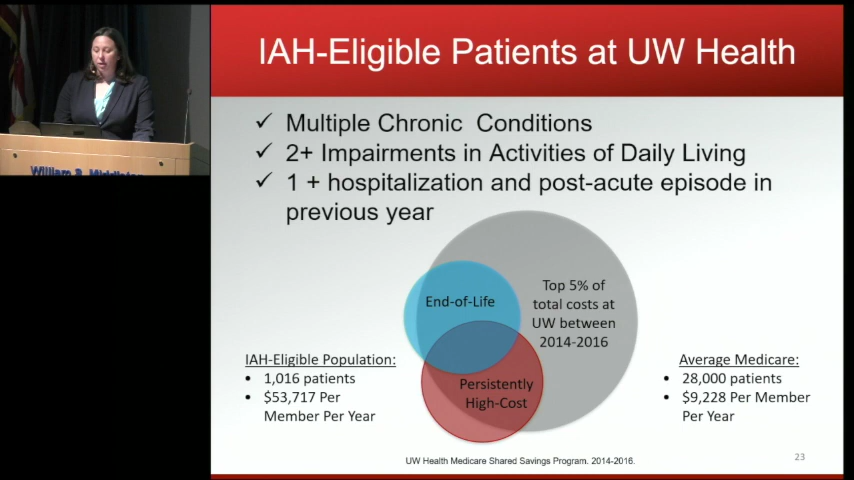 IAH-Eligible Patients at UW Health
✓ Multiple Chronic Conditions
✓ 2+ Impairments in Activities of Daily Living
✓ 1 + hospitalization and post-acute episode in
previous year
End-of-Life
Top 5% of
total costs at
UW between
2014-2016
Persistently
High-Cost
IAH-Eligible Population:
• 1,016 patients
• $53,717 Per
Member Per Year
Average Medicare:
• 28,000 patients
• $9,228 Per Member
Per Year
UW Health Medicare Shared Savings Program. 2014-2016.
23
William S. Middleton